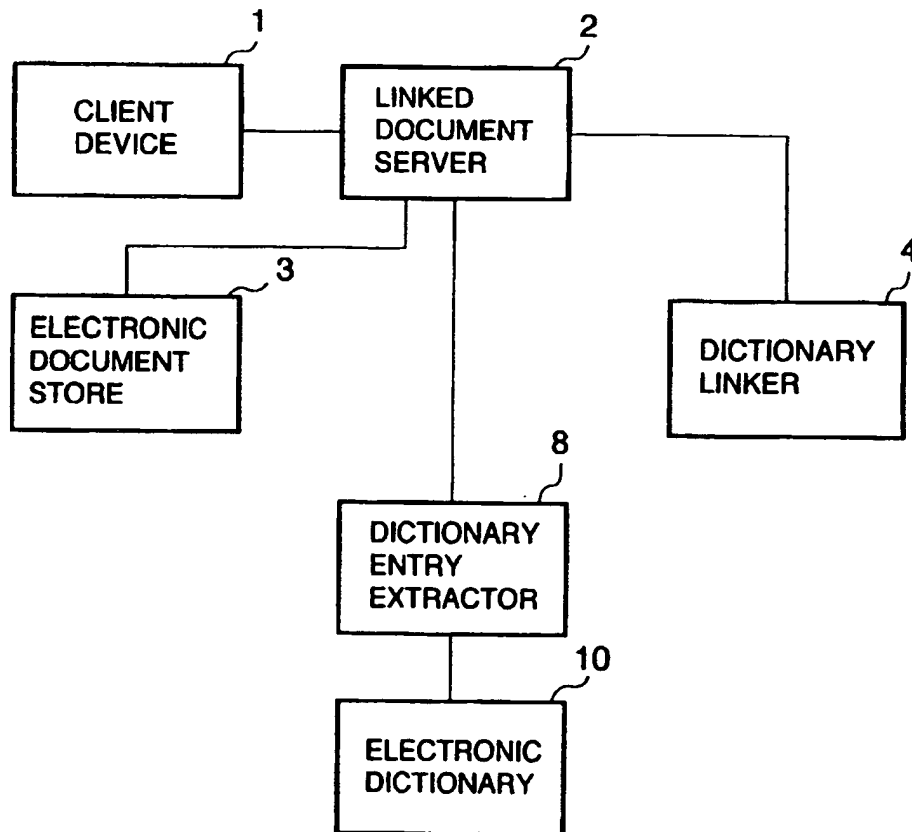 1
CLIENT
DEVICE
2
LINKED
DOCUMENT
SERVER
3
ELECTRONIC
DOCUMENT
STORE
4
DICTIONARY
LINKER
8
DICTIONARY
ENTRY
EXTRACTOR
10
ELECTRONIC
DICTIONARY